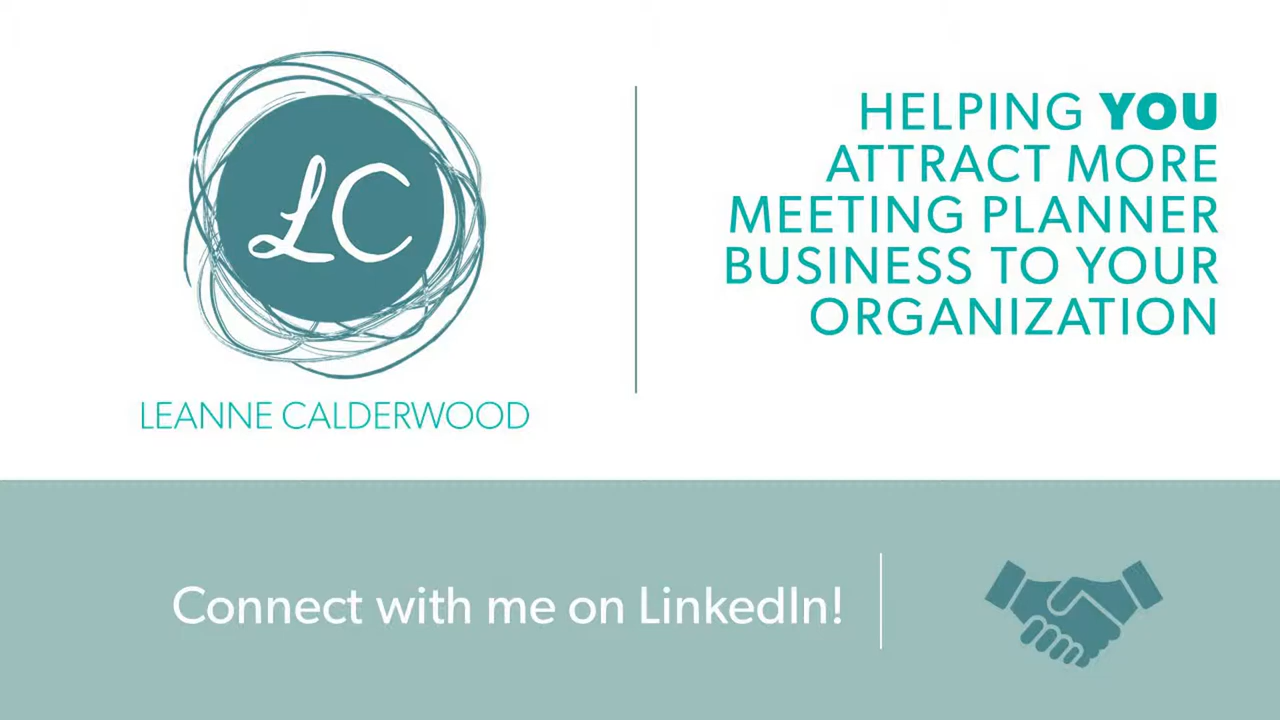 LC
LEANNE CALDERWOOD
HELPING YOU
ATTRACT MORE
MEETING PLANNER
BUSINESS TO YOUR
ORGANIZATION
Connect with me on LinkedIn!